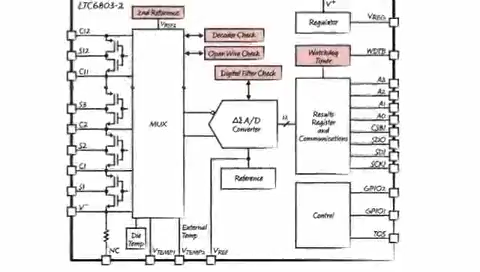 LTC6803-2
2nd Reference
V+
VREF2
Regulator
VREG
C12
S12
C11
S3
C2
S2
C1
S1
V−
NC
MUX
Decoder Check
Open Wire Check
Digital Filter Check
ΔΣ A/D
Converter
12
Reference
Watchdog
Timer
WDTB
Results
Register
and
Communications
A3
A2
A1
A0
CSBI
SDO
SDI
SCKI
Control
GPIO2
GPIO1
TOS
Die
Temp
External
Temp
VTEMP1
VTEMP2
VREF